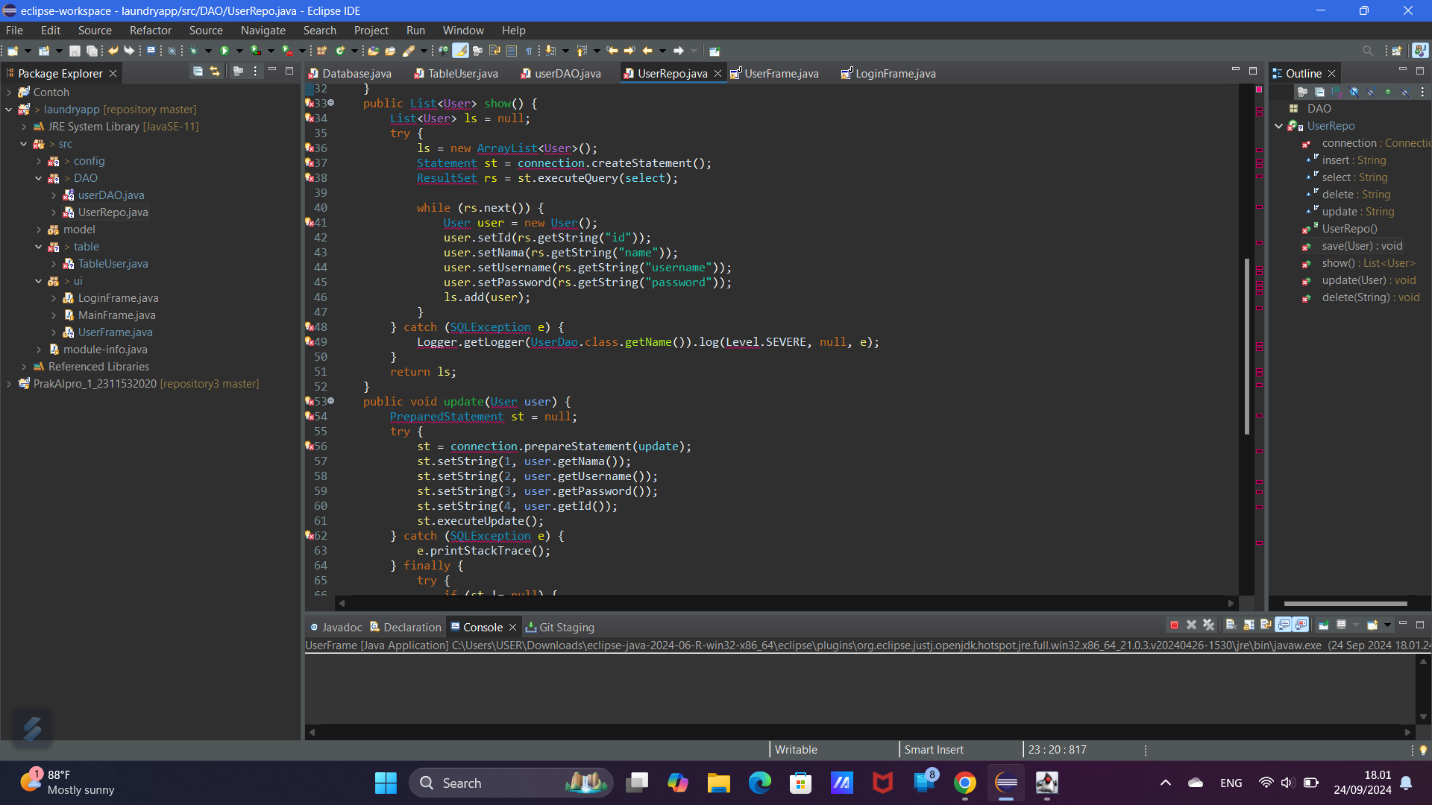 eclipse-workspace - laundryapp/src/DAO/UserRepo.java - Eclipse IDE
File Edit Source Refactor Source Navigate Search Project Run Window Help
Package Explorer
Contoh
> laundryapp [repository master]
JRE System Library [JavaSE-11]
> src
> config
> DAO
userDAO.java
UserRepo.java
model
> table
TableUser.java
> ui
LoginFrame.java
MainFrame.java
UserFrame.java
module-info.java
Referenced Libraries
PrakAlpro_1_2311532020 [repository3 master]
Database.java TableUser.java userDAO.java UserRepo.java UserFrame.java LoginFrame.java
32 }
33 public List<User> show() {
34 List<User> ls = null;
35 try {
36 ls = new ArrayList<User>();
37 Statement st = connection.createStatement();
38 ResultSet rs = st.executeQuery(select);
39
40 while (rs.next()) {
41 User user = new User();
42 user.setId(rs.getString("id"));
43 user.setNama(rs.getString("name"));
44 user.setUsername(rs.getString("username"));
45 user.setPassword(rs.getString("password"));
46 ls.add(user);
47 }
48 } catch (SQLException e) {
49 Logger.getLogger(UserDao.class.getName()).log(Level.SEVERE, null, e);
50 }
51 return ls;
52 }
53 public void update(User user) {
54 PreparedStatement st = null;
55 try {
56 st = connection.prepareStatement(update);
57 st.setString(1, user.getNama());
58 st.setString(2, user.getUsername());
59 st.setString(3, user.getPassword());
60 st.setString(4, user.getId());
61 st.executeUpdate();
62 } catch (SQLException e) {
63 e.printStackTrace();
64 } finally {
65 try {
66 if (st != null) {
Outline
DAO
UserRepo
connection : Connectio
insert : String
select : String
delete : String
update : String
UserRepo()
save(User) : void
show() : List<User>
update(User) : void
delete(String) : void
Javadoc Declaration Console Git Staging
UserFrame [Java Application] C:\Users\USER\Downloads\eclipse-java-2024-06-R-win32-x86_64\eclipse\plugins\org.eclipse.justj.openjdk.hotspot.jre.full.win32.x86_64_21.0.3.v20240426-1530\jre\bin\javaw.exe (24 Sep 2024 18.01.24
Writable Smart Insert 23 : 20 : 817
1
88°F
Mostly sunny
Search
8
ENG
18.01
24/09/2024